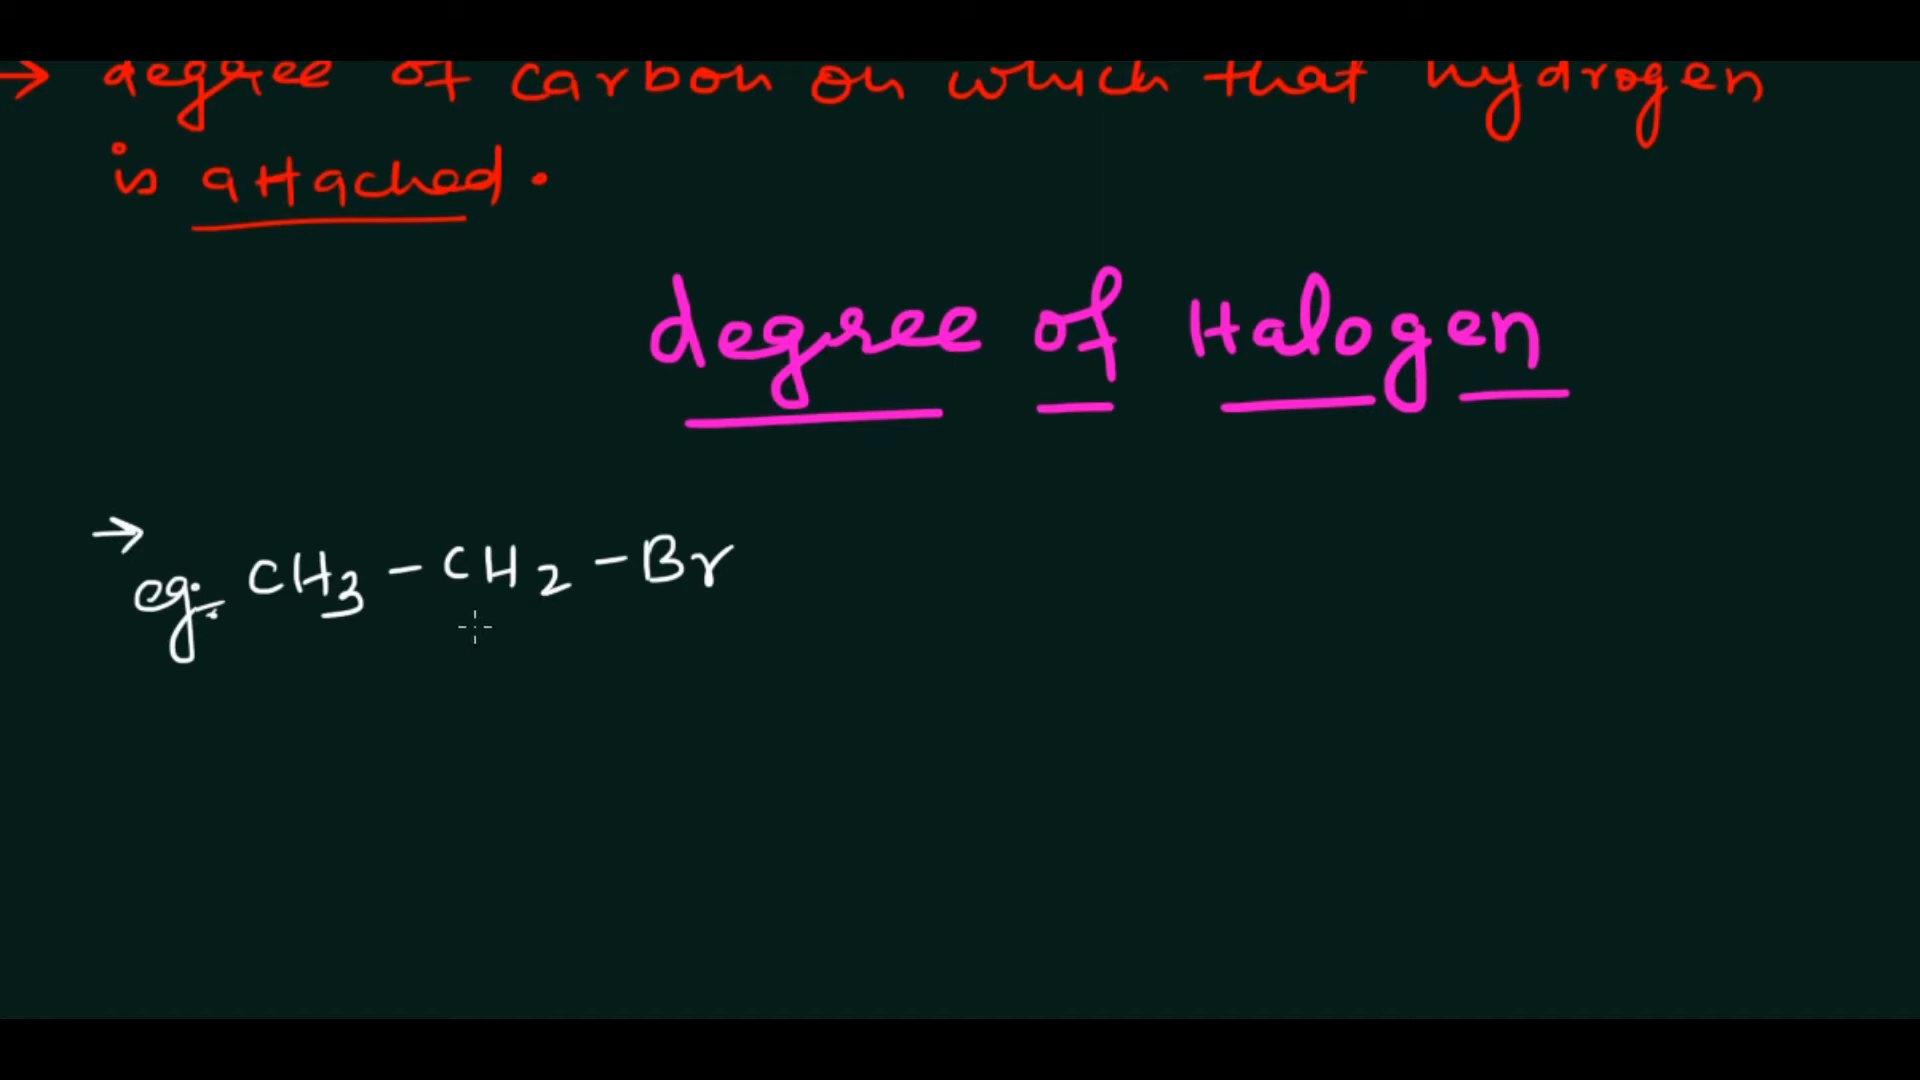 → degree of carbon on which that hydrogen
is attached.
degree of Halogen
→
eg:- CH3 - CH2 - Br